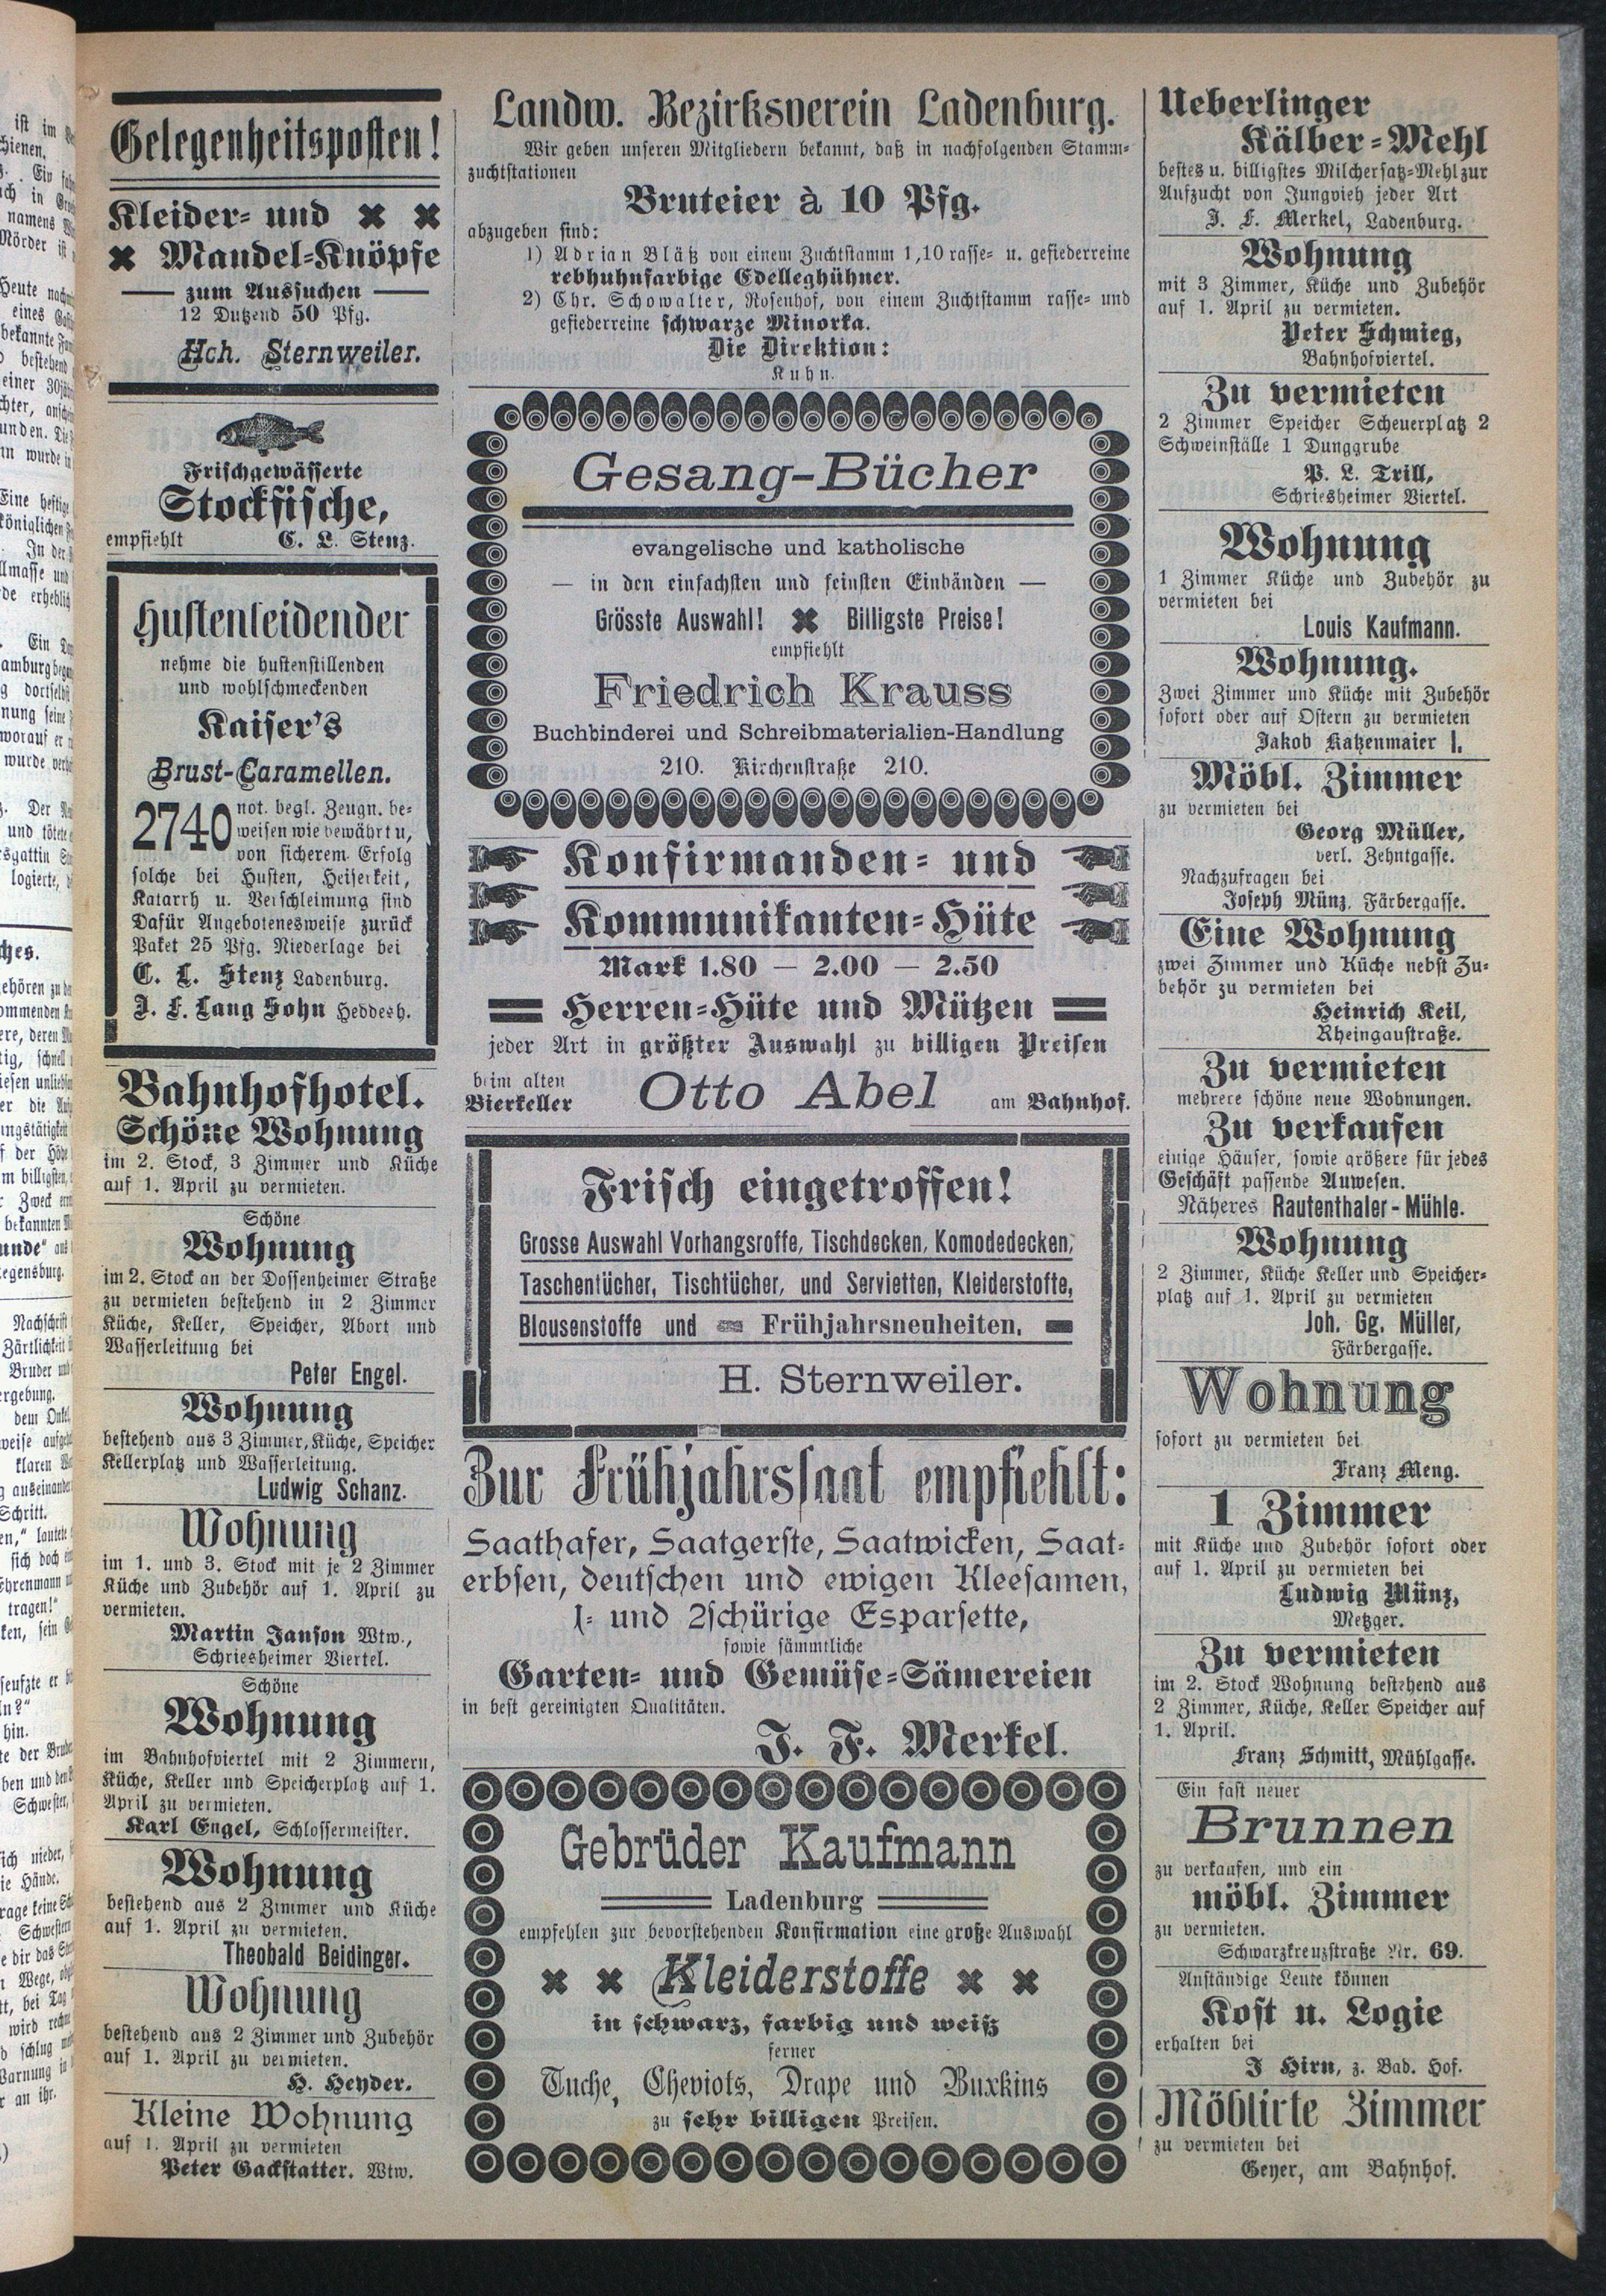 Gelegenheitsposten!
Kleider- und
Mandel-Knöpfe
zum Aussuchen
12 Dutzend 50 Pfg.
Hch. Sternweiler.
Frischgewässerte
Stockfische,
empfiehlt C. L. Stenz.
Hustenleidender
nehme die hustenstillenden
und wohlschmeckenden
Kaiser's
Brust-Caramellen.
2740 not. begl. Zeugn. be-
weisen wie bewährt u,
von sicherem Erfolg
solche bei Husten, Heiserkeit,
Katarrh u. Verschleimung sind
Dafür Angebotenesweise zurück
Paket 25 Pfg. Niederlage bei
C. L. Stenz Ladenburg.
J. F. Lang Sohn Heddesh.
Bahnhofhotel.
Schöne Wohnung
im 2. Stock, 3 Zimmer und Küche
auf 1. April zu vermieten.
Schöne
Wohnung
im 2. Stock an der Dossenheimer Straße
zu vermieten bestehend in 2 Zimmer
Küche, Keller, Speicher, Abort und
Wasserleitung bei
Peter Engel.
Wohnung
bestehend aus 3 Zimmer, Küche, Speicher
Kellerplatz und Wasserleitung.
Ludwig Schanz.
Wohnung
im 1. und 3. Stock mit je 2 Zimmer
Küche und Zubehör auf 1. April zu
vermieten.
Martin Janson Wtw.,
Schriesheimer Viertel.
Schöne
Wohnung
im Bahnhofviertel mit 2 Zimmern,
Küche, Keller und Speicherplatz auf 1.
April zu vermieten.
Karl Engel, Schlossermeister.
Wohnung
bestehend aus 2 Zimmer und Küche
auf 1. April zu vermieten.
Theobald Beidinger.
Wohnung
bestehend aus 2 Zimmer und Zubehör
auf 1. April zu vermieten.
H. Heyder.
Kleine Wohnung
auf 1. April zu vermieten
Peter Gackstatter. Wtw.
Landw. Bezirksverein Ladenburg.
Wir geben unseren Mitgliedern bekannt, daß in nachfolgenden Stamm-
zuchtstationen
Bruteier à 10 Pfg.
abzugeben sind:
1) Adrian Bläß von einem Zuchtstamm 1,10 rasse- u. gefiederreine
rebhuhnfarbige Edelleghühner.
2) Chr. Schowalter, Rosenhof, von einem Zuchtstamm rasse- und
gefiederreine schwarze Minorka.
Die Direktion:
Kuhn.
Gesang-Bücher
evangelische und katholische
— in den einfachsten und feinsten Einbänden —
Grösste Auswahl! Billigste Preise!
empfiehlt
Friedrich Krauss
Buchbinderei und Schreibmaterialien-Handlung
210. Kirchenstraße 210.
Konfirmanden- und
Kommunikanten-Hüte
Mark 1.80 — 2.00 — 2.50
Herren-Hüte und Mützen
jeder Art in größter Auswahl zu billigen Preisen
beim alten
Bierkeller Otto Abel am Bahnhof.
Frisch eingetroffen!
Grosse Auswahl Vorhangsroffe, Tischdecken, Komodedecken,
Taschentücher, Tischtücher, und Servietten, Kleiderstofte,
Blousenstoffe und Frühjahrsneuheiten.
H. Sternweiler.
Zur Frühjahrssaat empfiehlt:
Saathafer, Saatgerste, Saatwicken, Saat-
erbsen, deutschen und ewigen Kleesamen,
1- und 2schürige Esparsette,
sowie sämmtliche
Garten- und Gemüse-Sämereien
in best gereinigten Qualitäten.
J. F. Merkel.
Gebrüder Kaufmann
Ladenburg
empfehlen zur bevorstehenden Konfirmation eine große Auswahl
Kleiderstoffe
in schwarz, farbig und weiß
ferner
Tuche, Cheviots, Drape und Buxkins
zu sehr billigen Preisen.
Ueberlinger
Kälber-Mehl
bestes u. billigstes Milchersatz-Mehl zur
Aufzucht von Jungvieh jeder Art
J. F. Merkel, Ladenburg.
Wohnung
mit 3 Zimmer, Küche und Zubehör
auf 1. April zu vermieten.
Peter Schmieg,
Bahnhofviertel.
Zu vermieten
2 Zimmer Speicher Scheuerplatz 2
Schweinställe 1 Dunggrube
P. L. Trill,
Schriesheimer Viertel.
Wohnung
1 Zimmer Küche und Zubehör zu
vermieten bei
Louis Kaufmann.
Wohnung.
Zwei Zimmer und Küche mit Zubehör
sofort oder auf Ostern zu vermieten
Jakob Katzenmaier I.
Möbl. Zimmer
zu vermieten bei
Georg Müller,
verl. Zehntgasse.
Nachzufragen bei
Joseph Münz, Färbergasse.
Eine Wohnung
zwei Zimmer und Küche nebst Zu-
behör zu vermieten bei
Heinrich Keil,
Rheingaustraße.
Zu vermieten
mehrere schöne neue Wohnungen.
Zu verkaufen
einige Häuser, sowie größere für jedes
Geschäft passende Anwesen.
Näheres Rautenthaler-Mühle.
Wohnung
2 Zimmer, Küche Keller und Speicher-
platz auf 1. April zu vermieten
Joh. Gg. Müller,
Färbergasse.
Wohnung
sofort zu vermieten bei
Franz Meng.
1 Zimmer
mit Küche und Zubehör sofort oder
auf 1. April zu vermieten bei
Ludwig Münz,
Metzger.
Zu vermieten
im 2. Stock Wohnung bestehend aus
2 Zimmer, Küche, Keller Speicher auf
1. April.
Franz Schmitt, Mühlgasse.
Ein fast neuer
Brunnen
zu verkaufen, und ein
möbl. Zimmer
zu vermieten.
Schwarzkreuzstraße Nr. 69.
Anständige Leute können
Kost u. Logie
erhalten bei
J Hirn, z. Bad. Hof.
Möblirte Zimmer
zu vermieten bei
Geyer, am Bahnhof.